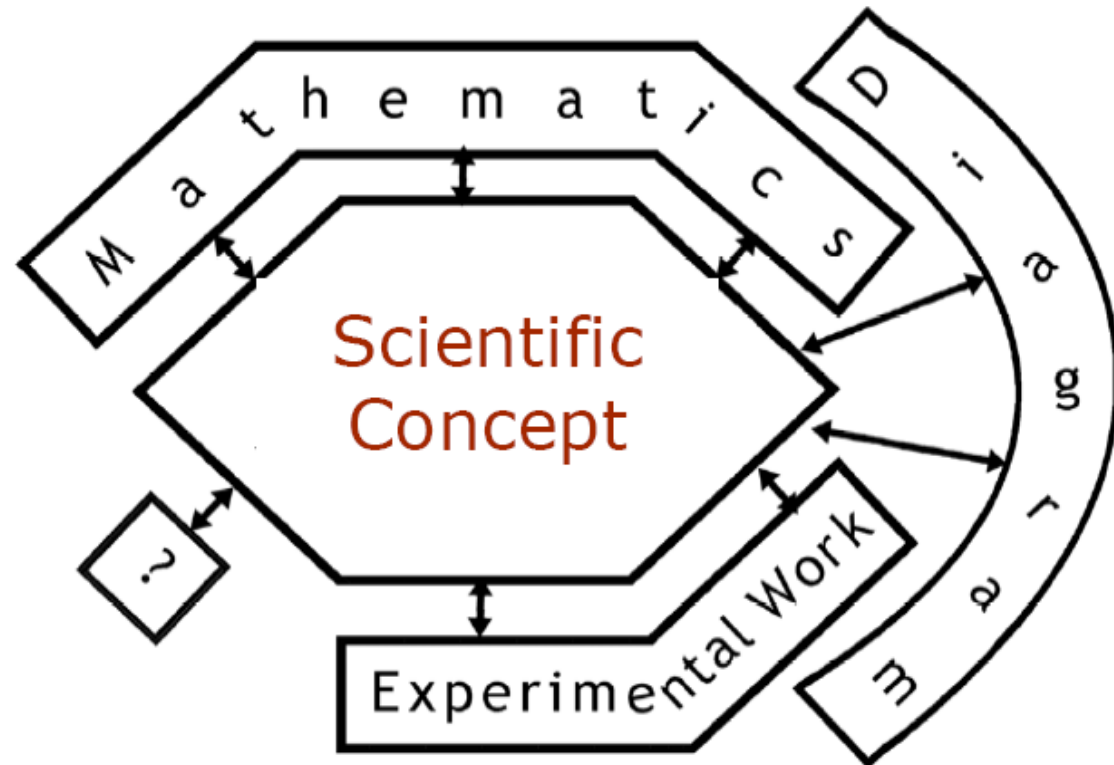 Mathematics
Diagram
Scientific
Concept
?
Experimental Work